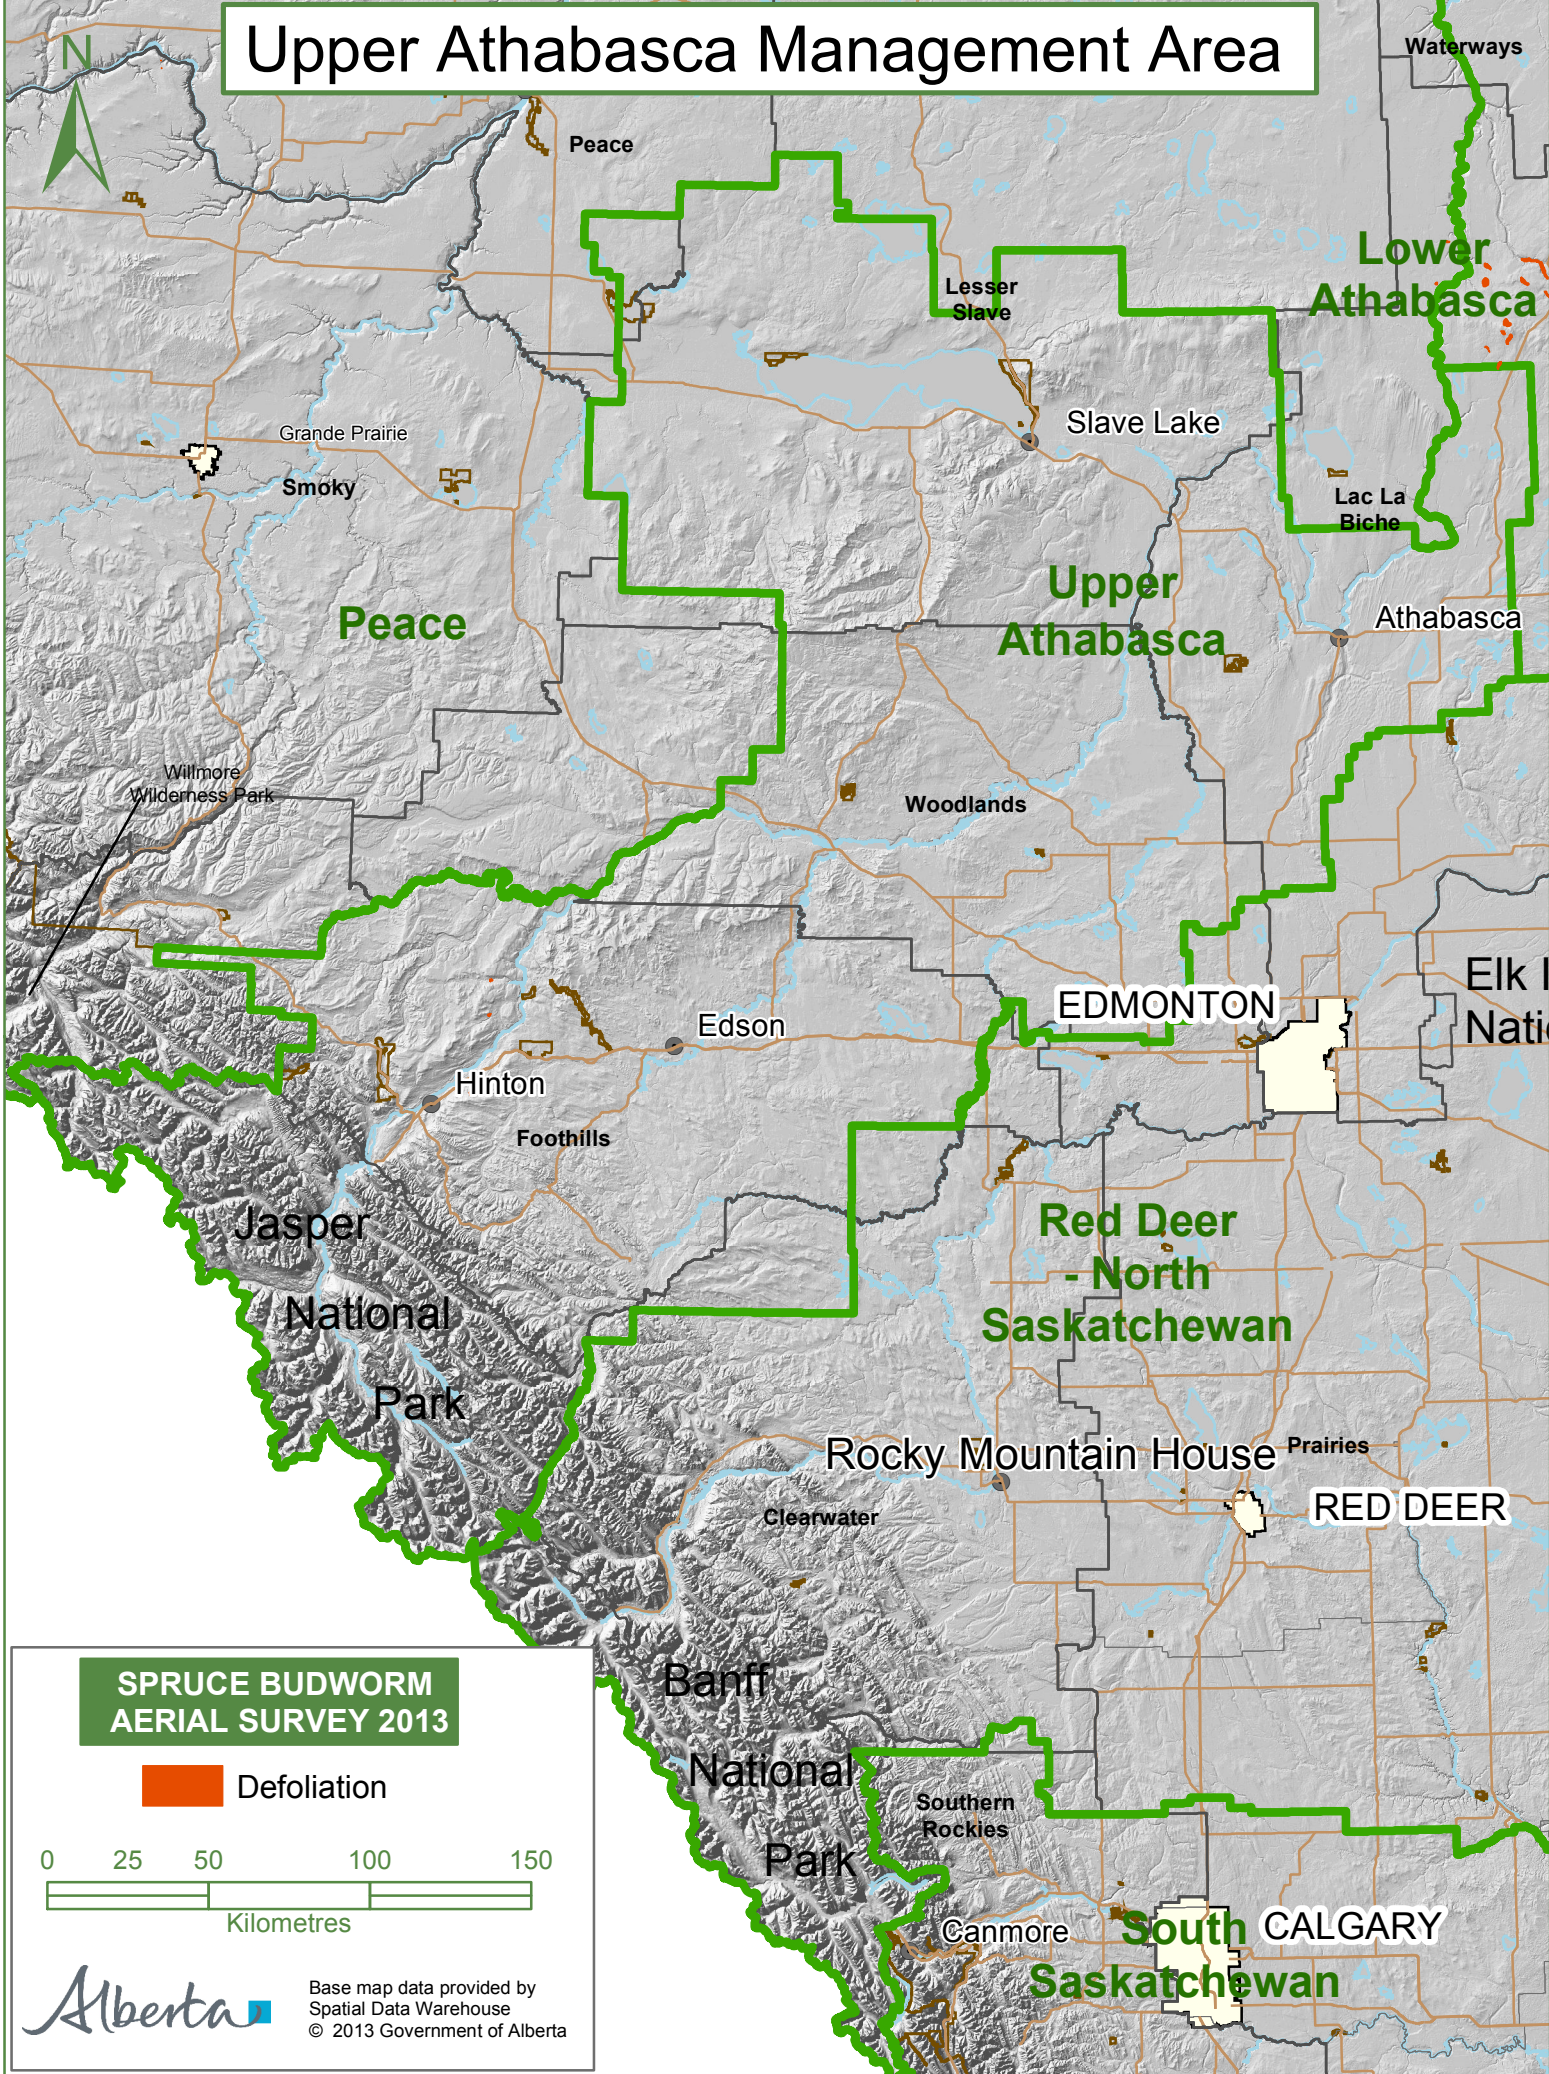 Upper Athabasca Management Area
N
Waterways
Peace
Lower
Athabasca
Lesser
Slave
Slave Lake
Grande Prairie
Smoky
Lac La
Biche
Upper
Athabasca
Peace
Athabasca
Willmore
Wilderness Park
Woodlands
Elk I
Natio
EDMONTON
Edson
Hinton
Foothills
Jasper
National
Park
Red Deer
- North
Saskatchewan
Rocky Mountain House
Prairies
RED DEER
Clearwater
Banff
National
Park
Southern
Rockies
Canmore
South
Saskatchewan
CALGARY
SPRUCE BUDWORM
AERIAL SURVEY 2013
Defoliation
0 25 50 100 150
Kilometres
Alberta
Base map data provided by
Spatial Data Warehouse
© 2013 Government of Alberta